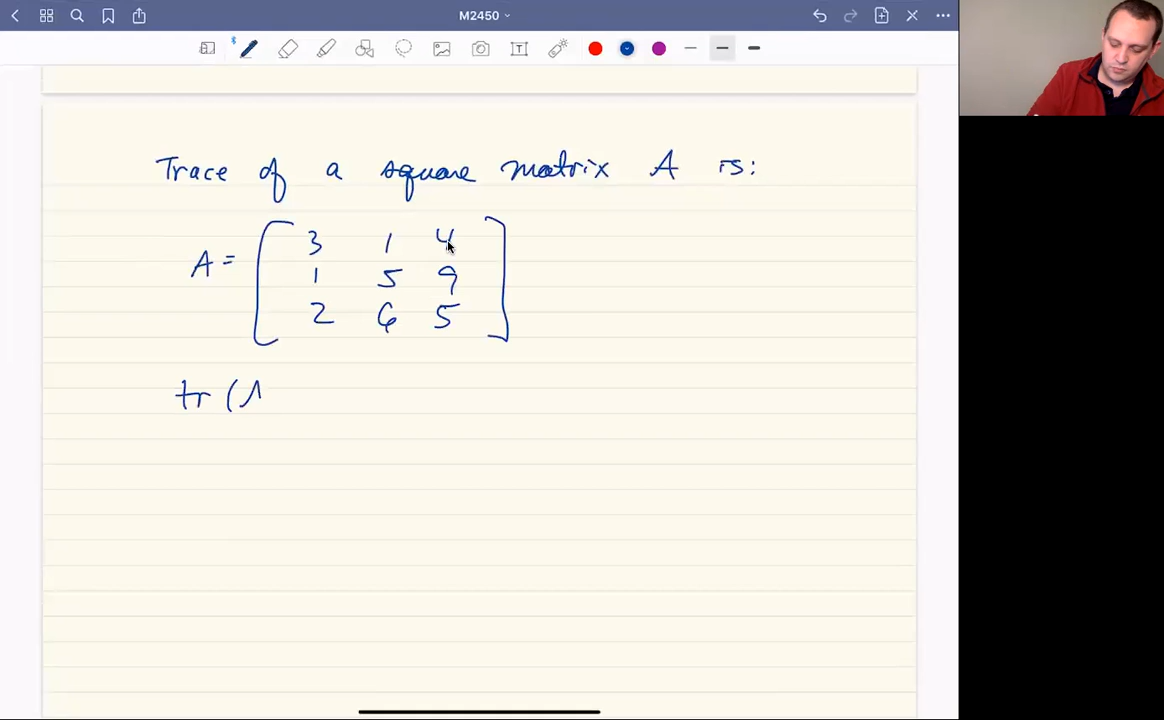 M2450
Trace of a square matrix A is:
A = [ 3 1 4
1 5 9
2 6 5 ]
tr (A